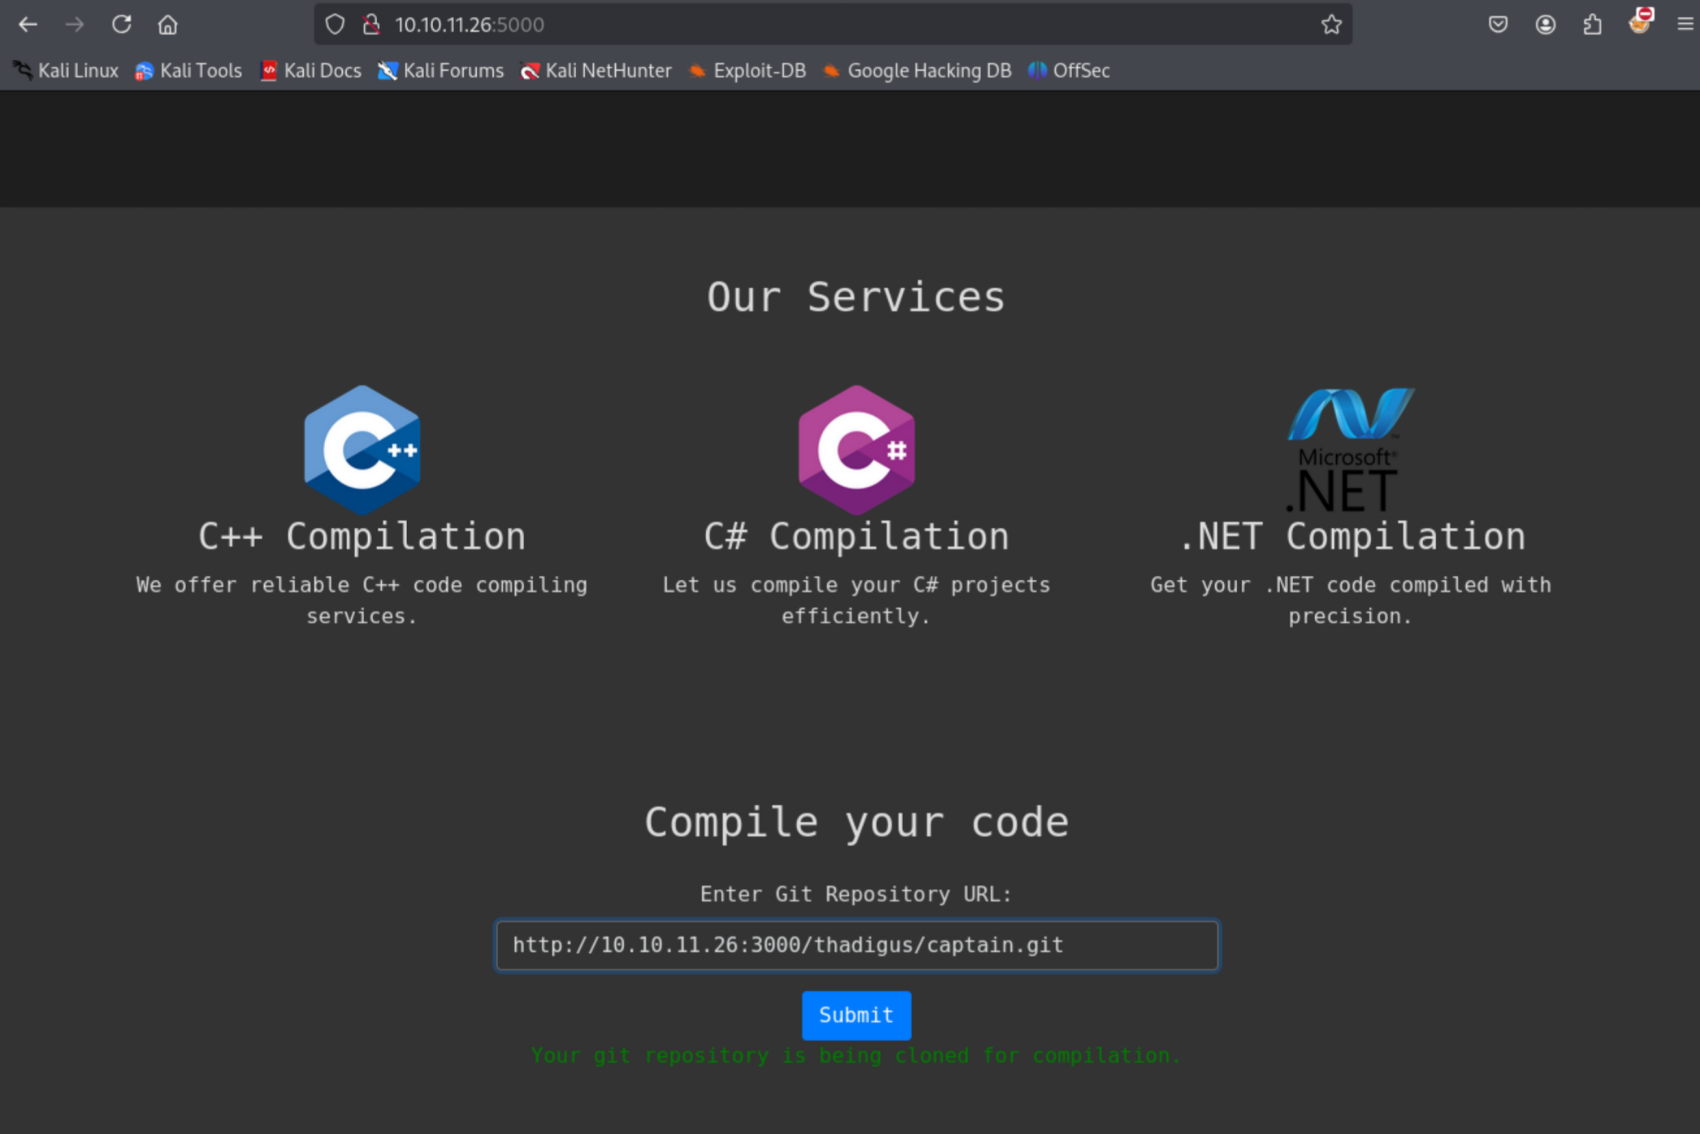 10.10.11.26:5000
Kali Linux Kali Tools Kali Docs Kali Forums Kali NetHunter Exploit-DB Google Hacking DB OffSec
Our Services
C++ C# Microsoft® .NET
C++ Compilation C# Compilation .NET Compilation
We offer reliable C++ code compiling Let us compile your C# projects Get your .NET code compiled with
services. efficiently. precision.
Compile your code
Enter Git Repository URL:
http://10.10.11.26:3000/thadigus/captain.git
Submit
Your git repository is being cloned for compilation.